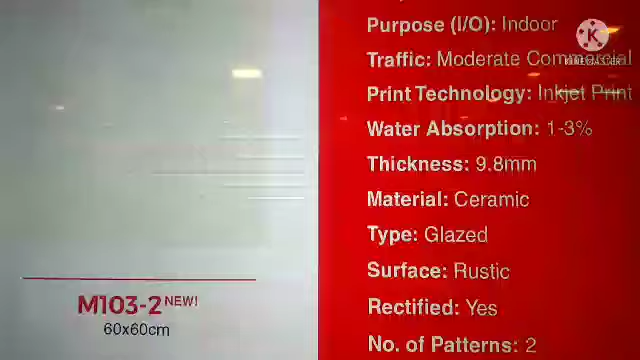 Purpose (I/O): Indoor
Traffic: Moderate Commercial
Print Technology: Inkjet Print
Water Absorption: 1-3%
Thickness: 9.8mm
Material: Ceramic
Type: Glazed
Surface: Rustic
Rectified: Yes
No. of Patterns: 2
M103-2 NEW!
60x60cm
K
KINEMASTER